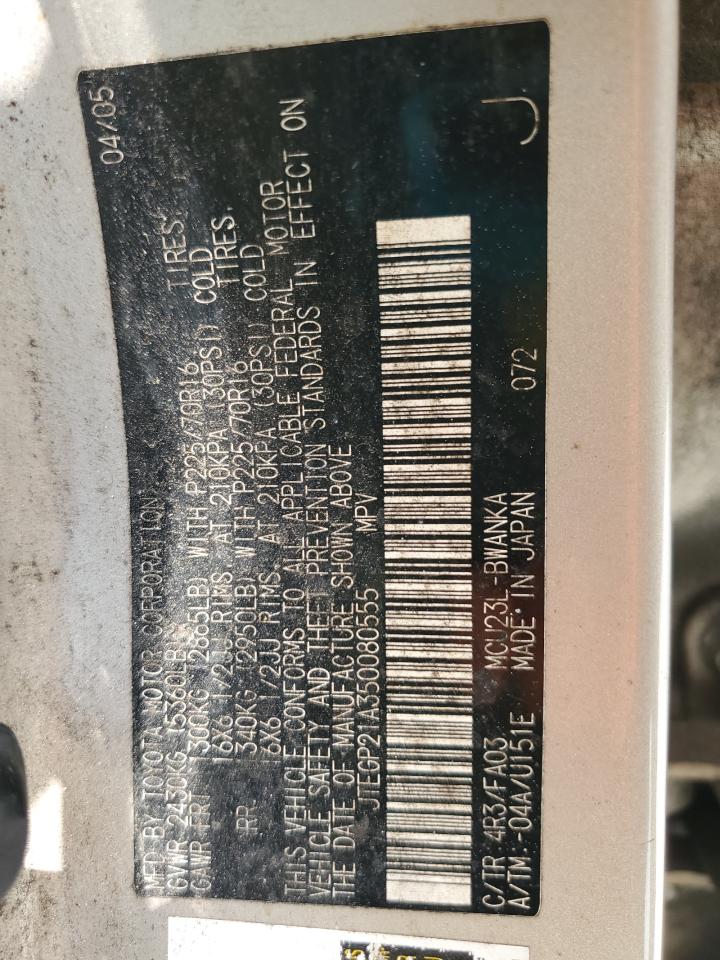 MFD BY TOYOTA MOTOR CORPORATION 04/05
GVWR 2430KG (5360LB)
GAWR FRT 1300KG (2865LB) WITH P225/70R16 TIRES,
16X6 1/2JJ RIMS, AT 210KPA (30PSI) COLD
RR 1340KG (2950LB) WITH P225/70R16 TIRES,
16X6 1/2JJ RIMS, AT 210KPA (30PSI) COLD
THIS VEHICLE CONFORMS TO ALL APPLICABLE FEDERAL MOTOR
VEHICLE SAFETY AND THEFT PREVENTION STANDARDS IN EFFECT ON
THE DATE OF MANUFACTURE SHOWN ABOVE
JTEGP21A350080555 MPV
C/TR 4R3/FA03 MCU23L-BWANKA
A/TM -04A/U151E MADE IN JAPAN 072 J